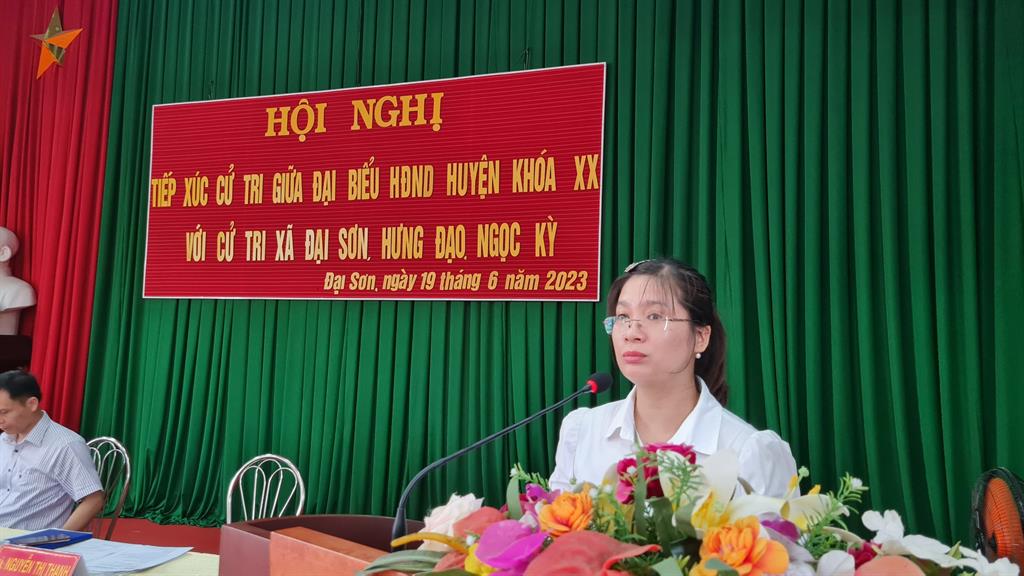 HỘI NGHỊ
TIẾP XÚC CỬ TRI GIỮA ĐẠI BIỂU HĐND HUYỆN KHÓA XX
VỚI CỬ TRI XÃ ĐẠI SƠN, HƯNG ĐẠO, NGỌC KỲ
Đại Sơn, ngày 19 tháng 6 năm 2023
NGUYỄN THỊ THANH